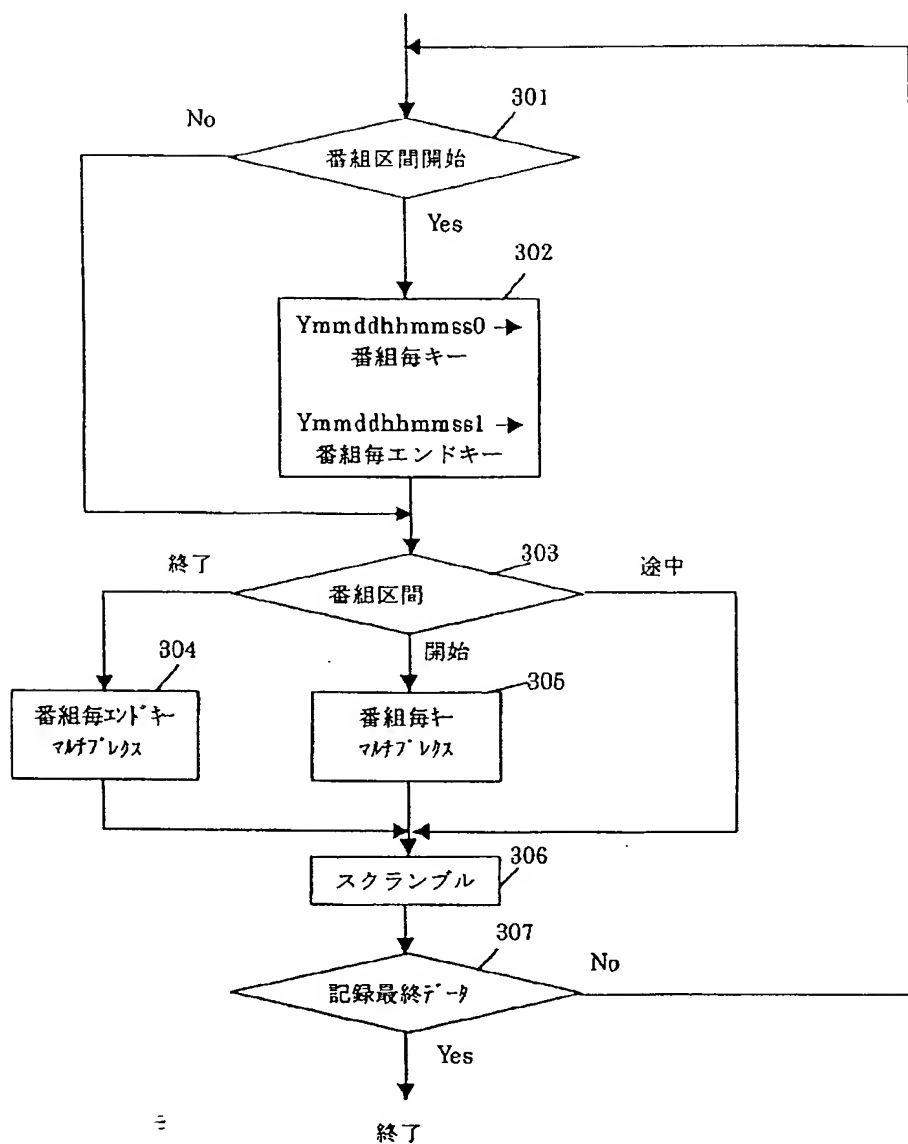 301
No
番組区間開始
Yes
302
Ymmddhhmmss0 →
番組毎キー
Ymmddhhmmss1 →
番組毎エンドキー
303
終了
途中
番組区間
開始
304
305
番組毎エンドキー
マルチプレクス
番組毎キー
マルチプレクス
306
スクランブル
307
No
記録最終データ
Yes
終了